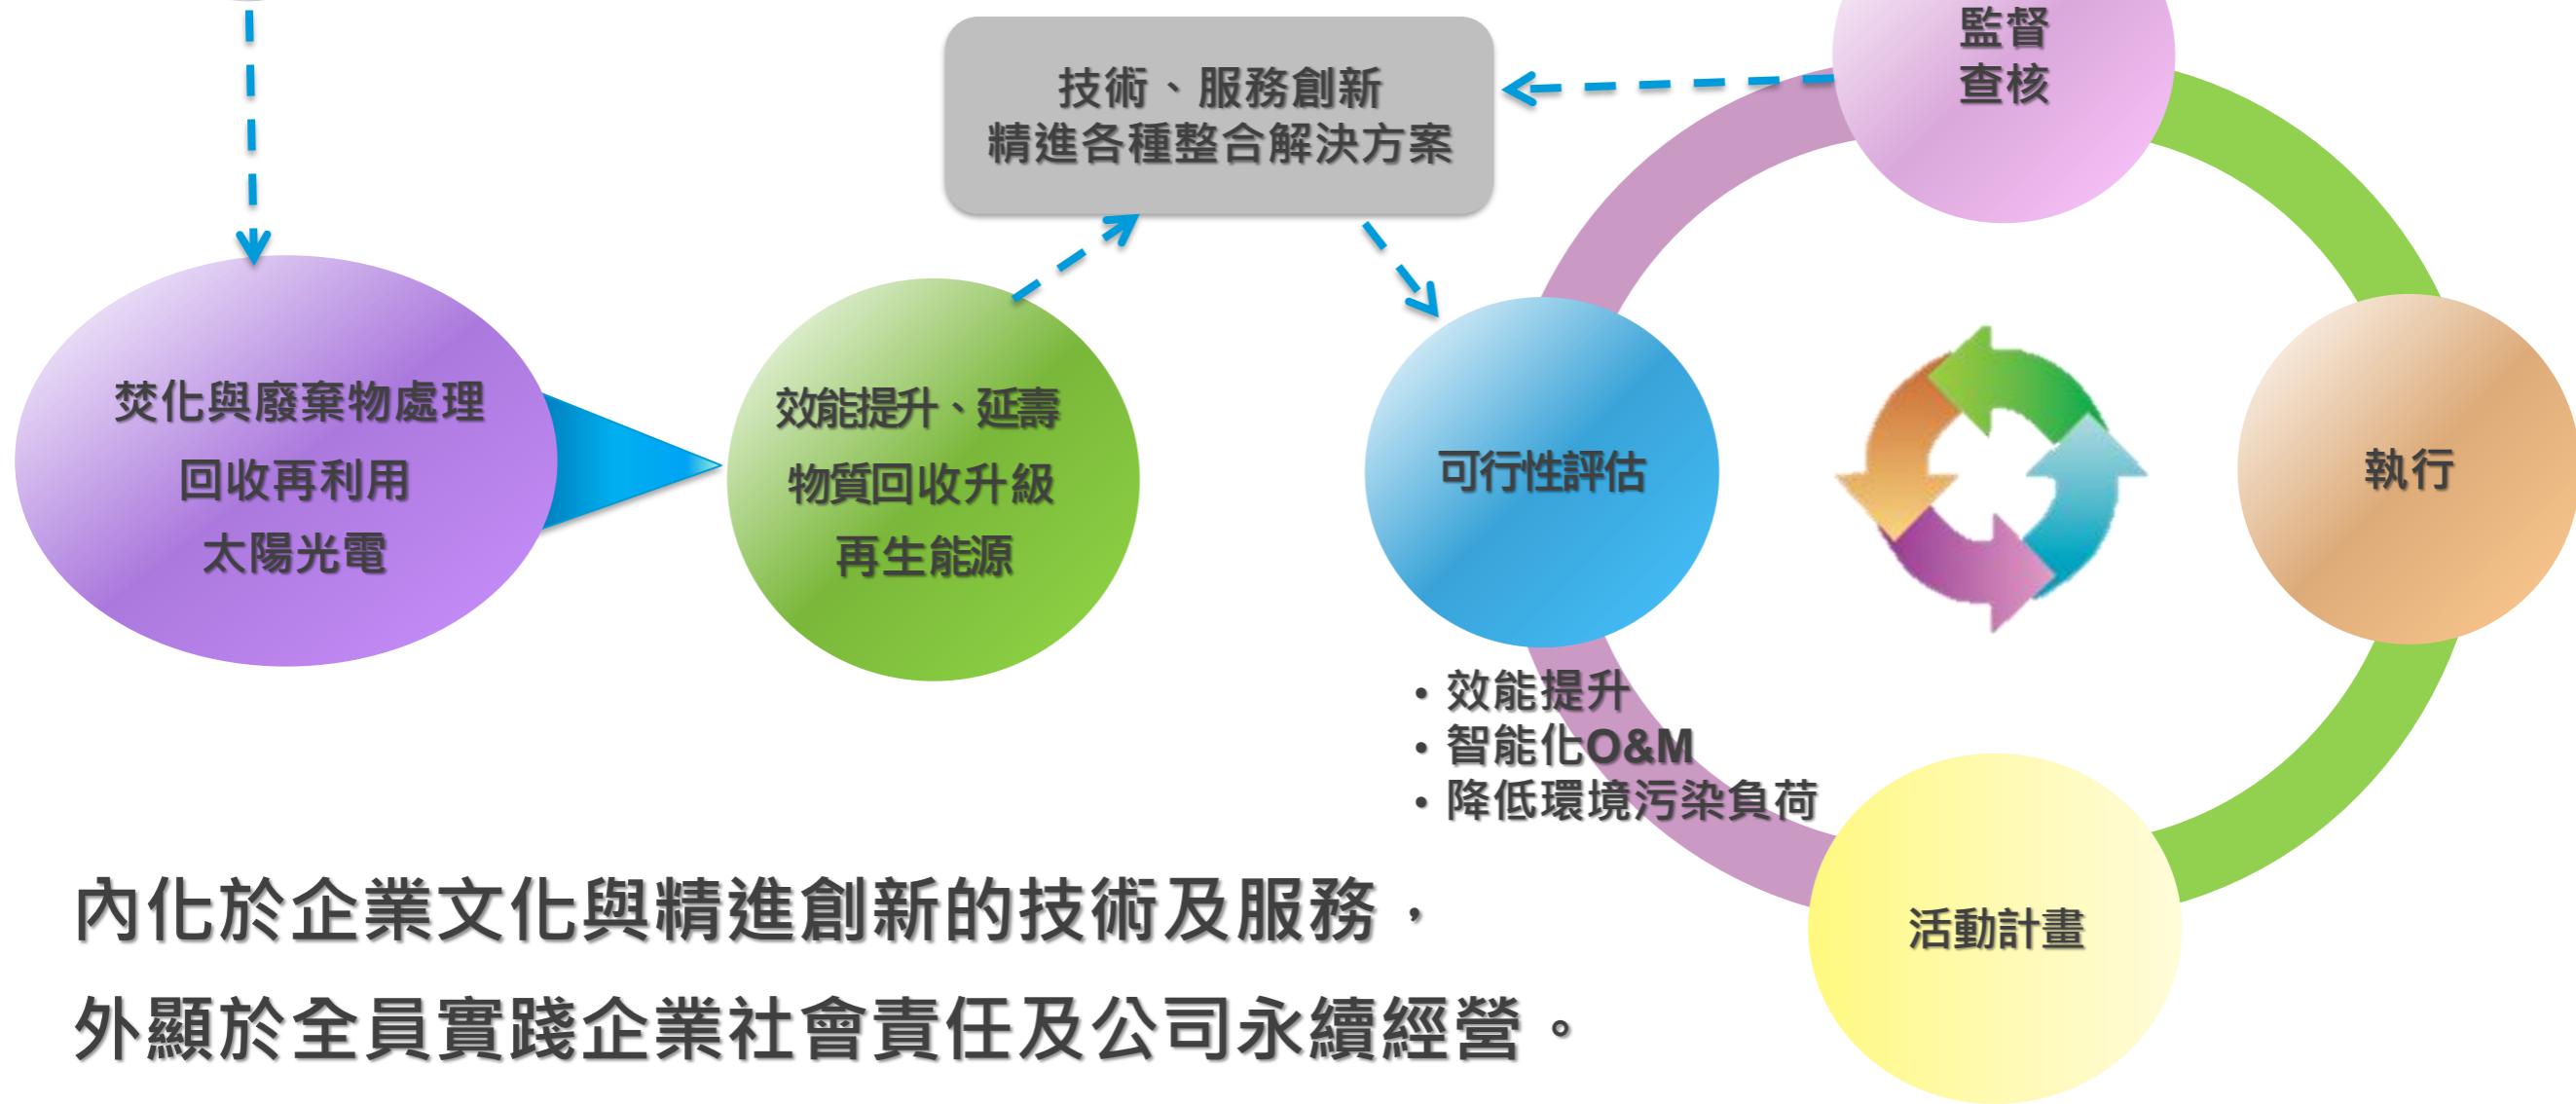 監督
查核
技術、服務創新
精進各種整合解決方案
焚化與廢棄物處理
回收再利用
太陽光電
效能提升、延壽
物質回收升級
再生能源
可行性評估
執行
• 效能提升
• 智能化O&M
• 降低環境污染負荷
活動計畫
內化於企業文化與精進創新的技術及服務，
外顯於全員實踐企業社會責任及公司永續經營。